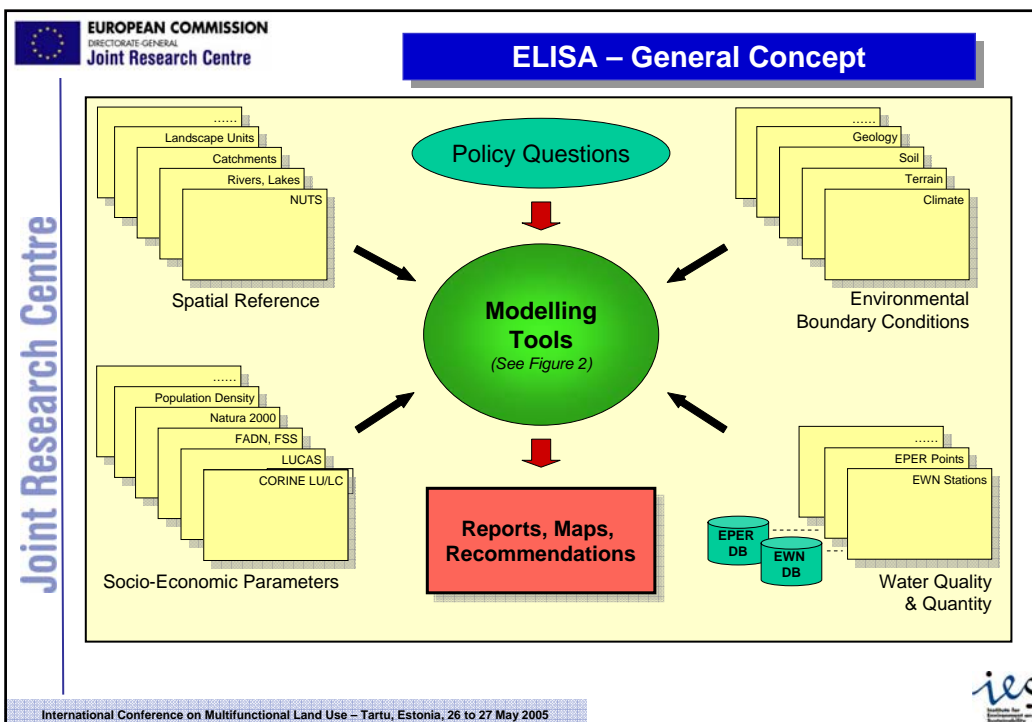 EUROPEAN COMMISSION
DIRECTORATE-GENERAL
Joint Research Centre
ELISA – General Concept
Joint Research Centre
......
Landscape Units
Catchments
Rivers, Lakes
NUTS
Spatial Reference
Policy Questions
......
Geology
Soil
Terrain
Climate
Environmental
Boundary Conditions
Modelling
Tools
(See Figure 2)
......
Population Density
Natura 2000
FADN, FSS
LUCAS
CORINE LU/LC
Socio-Economic Parameters
Reports, Maps,
Recommendations
......
EPER Points
EWN Stations
EPER
DB
EWN
DB
Water Quality
& Quantity
International Conference on Multifunctional Land Use – Tartu, Estonia, 26 to 27 May 2005
ies
Institute for